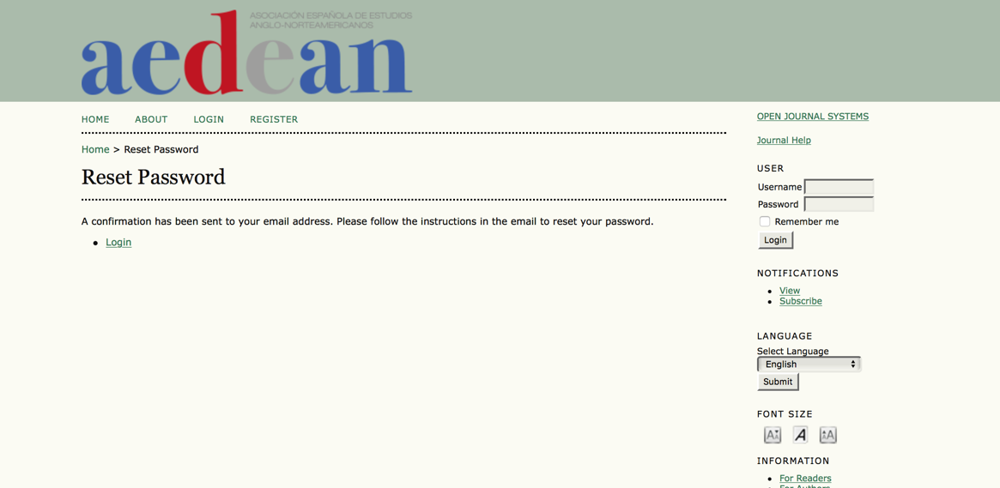 ASOCIACIÓN ESPAÑOLA DE ESTUDIOS
ANGLO-NORTEAMERICANOS
aedean
HOME ABOUT LOGIN REGISTER
Home > Reset Password
Reset Password
A confirmation has been sent to your email address. Please follow the instructions in the email to reset your password.
Login
OPEN JOURNAL SYSTEMS
Journal Help
USER
Username
Password
Remember me
Login
NOTIFICATIONS
View
Subscribe
LANGUAGE
Select Language
English
Submit
FONT SIZE
A A A A A
INFORMATION
For Readers
For Authors